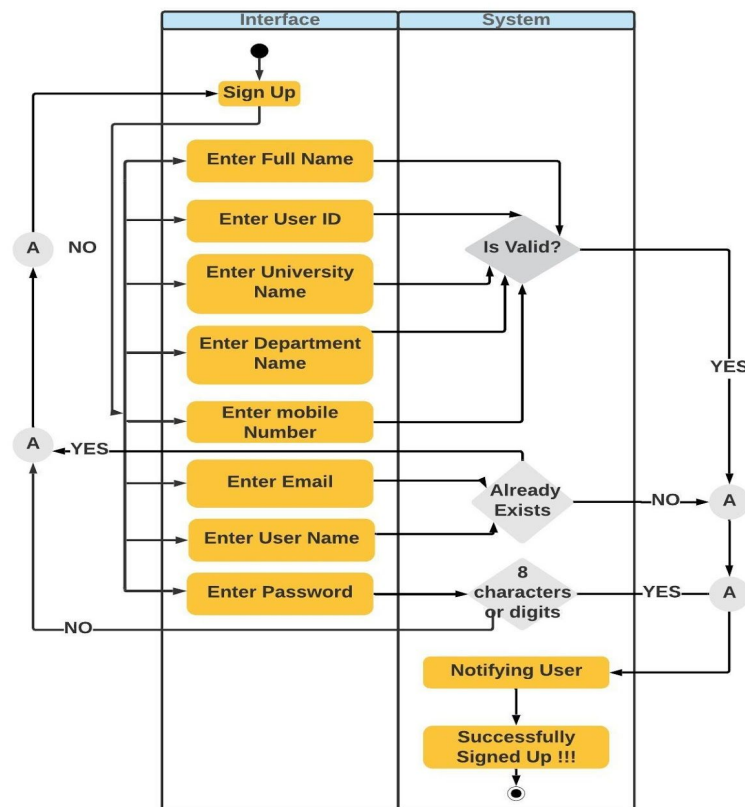 Interface
System
Sign Up
Enter Full Name
Enter User ID
Is Valid?
A
NO
Enter University
Name
Enter Department
Name
YES
Enter mobile
Number
A
YES
Enter Email
Already
Exists
NO
A
Enter User Name
Enter Password
8
characters
or digits
YES
A
NO
Notifying User
Successfully
Signed Up !!!